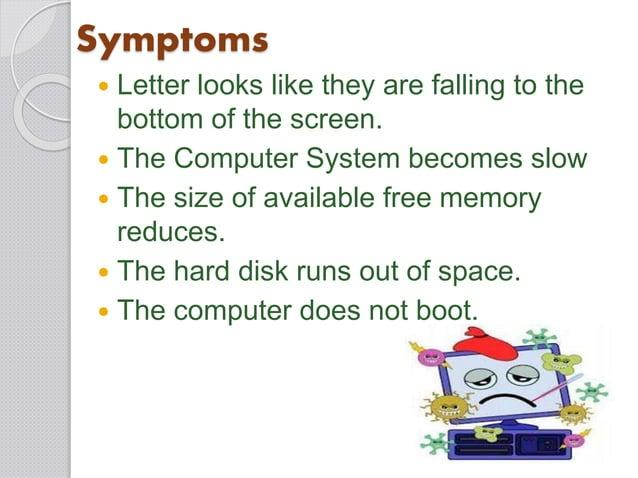 Symptoms
• Letter looks like they are falling to the
bottom of the screen.
• The Computer System becomes slow
• The size of available free memory
reduces.
• The hard disk runs out of space.
• The computer does not boot.